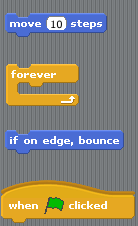 move 10 steps
forever
if on edge, bounce
when clicked